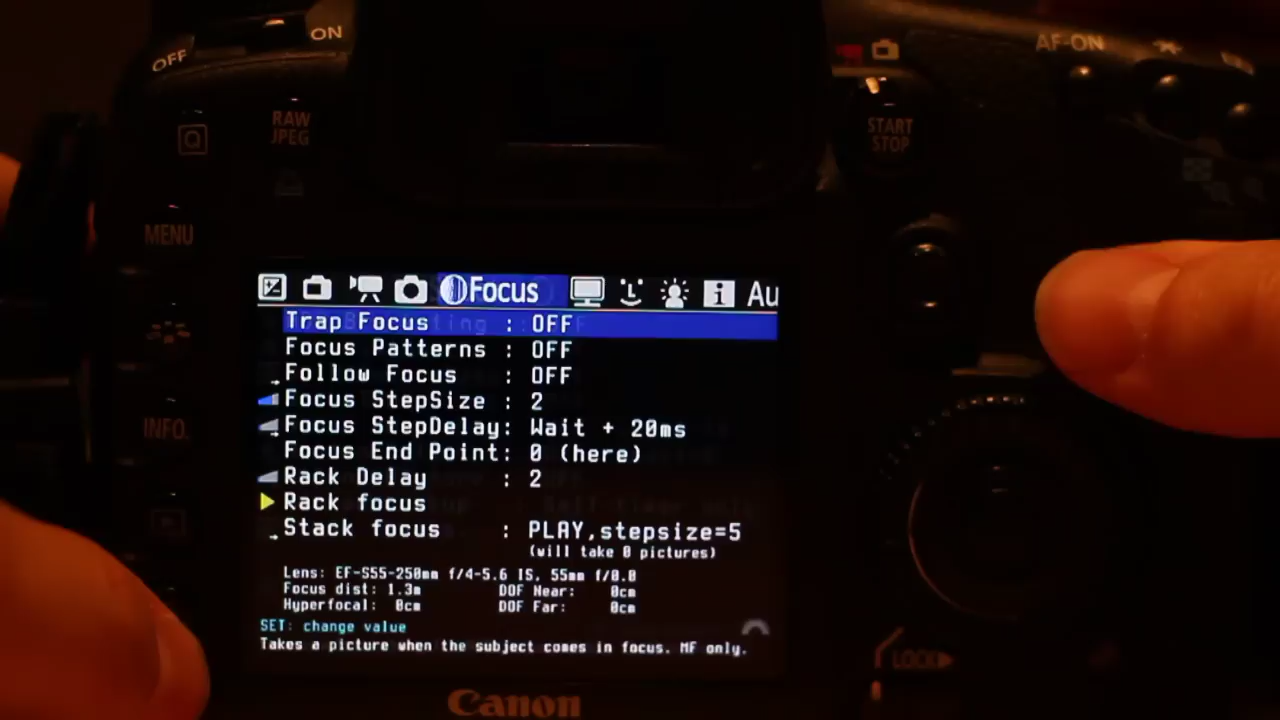 ON
OFF
AF-ON
Q
RAW
JPEG
START
STOP
MENU
Focus
Au
Trap Focus : OFF
Focus Patterns : OFF
Follow Focus : OFF
Focus StepSize : 2
Focus StepDelay: Wait + 20ms
INFO.
Focus End Point: 0 (here)
Rack Delay : 2
Rack focus
Stack focus : PLAY,stepsize=5
(will take 0 pictures)
Lens: EF-S55-250mm f/4-5.6 IS, 55mm f/0.0
Focus dist: 1.3m DOF Near: 0cm
Hyperfocal: 0cm DOF Far: 0cm
SET: change value
Takes a picture when the subject comes in focus. MF only.
LOCK
Canon